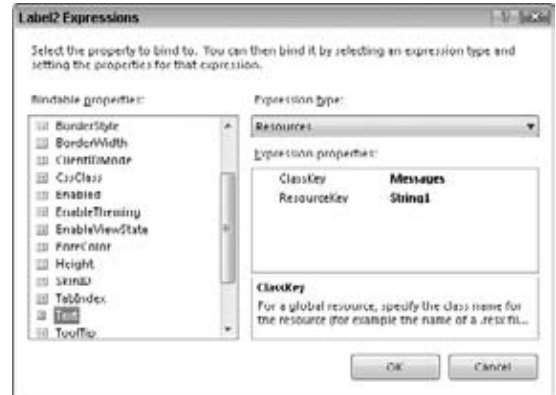 Label2 Expressions
Select the property to bind to. You can then bind it by selecting an expression type and
setting the properties for that expression.
Bindable properties:
BorderStyle
BorderWidth
ClientIDMode
CssClass
Enabled
EnableTheming
EnableViewState
ForeColor
Height
SkinID
TabIndex
Text
ToolTip
Expression type:
Resources
Expression properties:
ClassKey Messages
ResourceKey String1
ClassKey
For a global resource, specify the class name for
the resource (for example the name of a .resx fil...
OK
Cancel